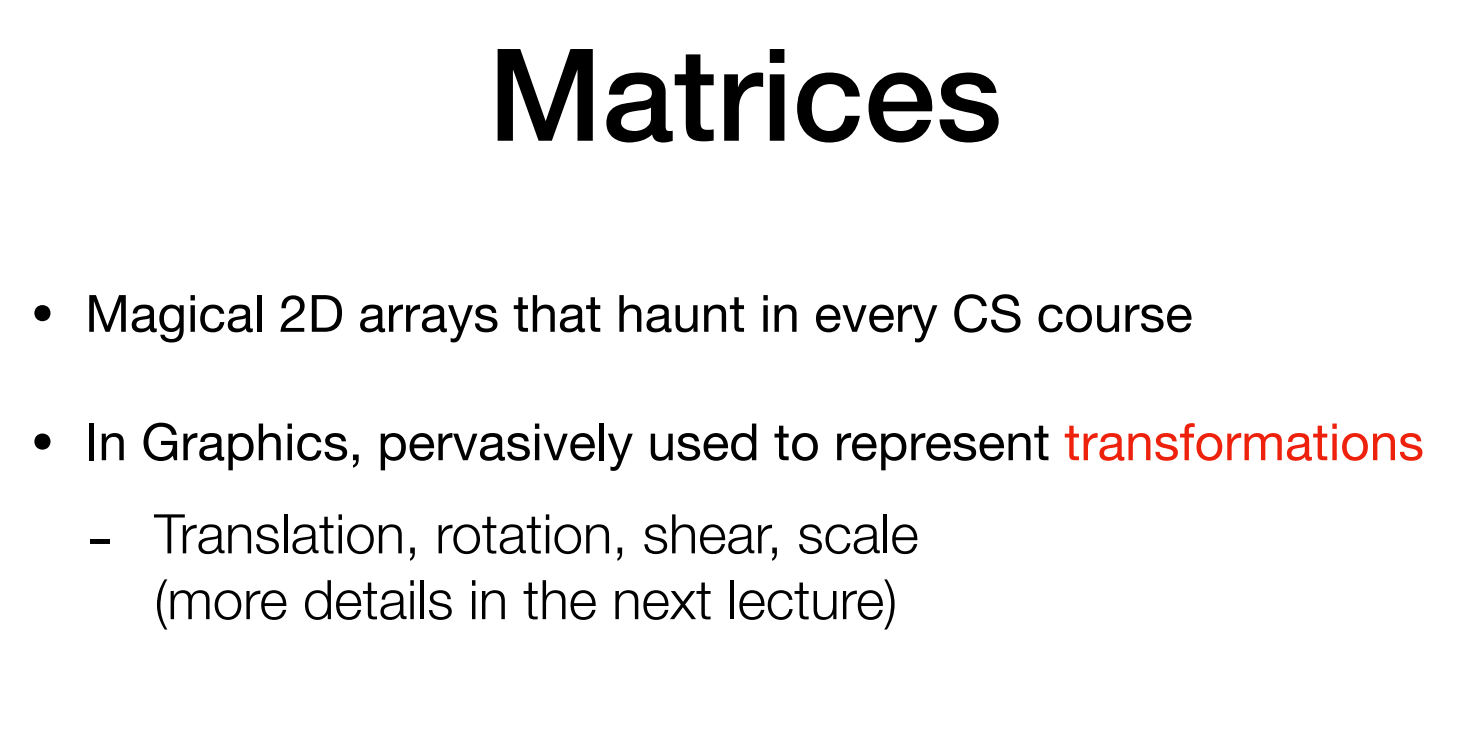 Matrices
• Magical 2D arrays that haunt in every CS course
• In Graphics, pervasively used to represent transformations
- Translation, rotation, shear, scale
(more details in the next lecture)